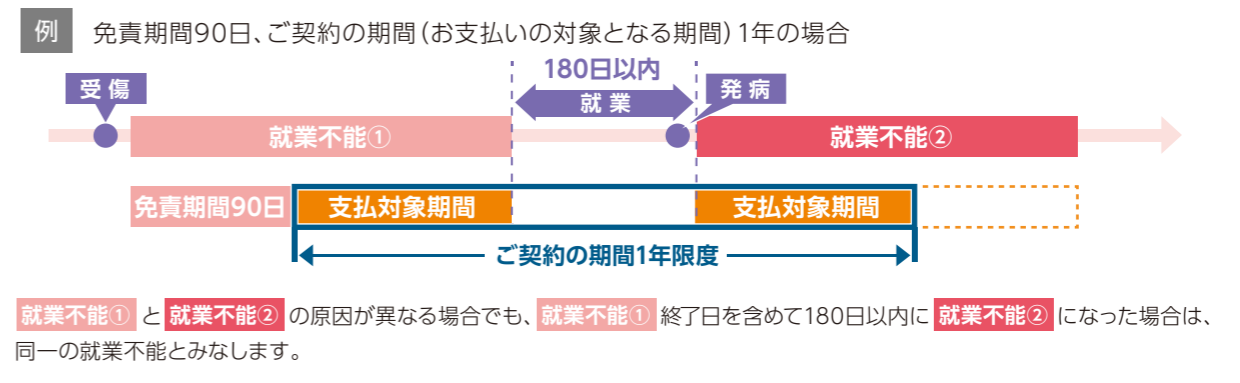 例 免責期間90日、ご契約の期間（お支払いの対象となる期間）1年の場合
180日以内
受傷
就業
発病
就業不能①
就業不能②
免責期間90日
支払対象期間
支払対象期間
ご契約の期間1年限度
就業不能① と 就業不能② の原因が異なる場合でも、就業不能① 終了日を含めて180日以内に 就業不能② になった場合は、
同一の就業不能とみなします。